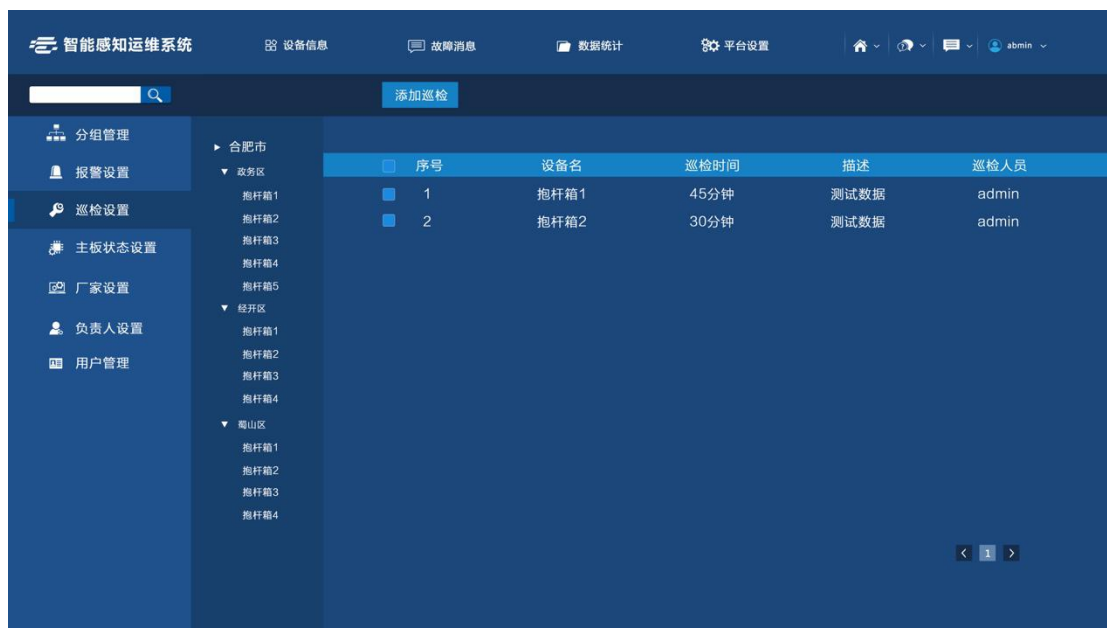 智能感知运维系统 设备信息 故障消息 数据统计 平台设置 abmin
添加巡检
分组管理
报警设置
巡检设置
主板状态设置
厂家设置
负责人设置
用户管理
合肥市
政务区
抱杆箱1
抱杆箱2
抱杆箱3
抱杆箱4
抱杆箱5
经开区
抱杆箱1
抱杆箱2
抱杆箱3
抱杆箱4
蜀山区
抱杆箱1
抱杆箱2
抱杆箱3
抱杆箱4
序号 设备名 巡检时间 描述 巡检人员
1 抱杆箱1 45分钟 测试数据 admin
2 抱杆箱2 30分钟 测试数据 admin
1